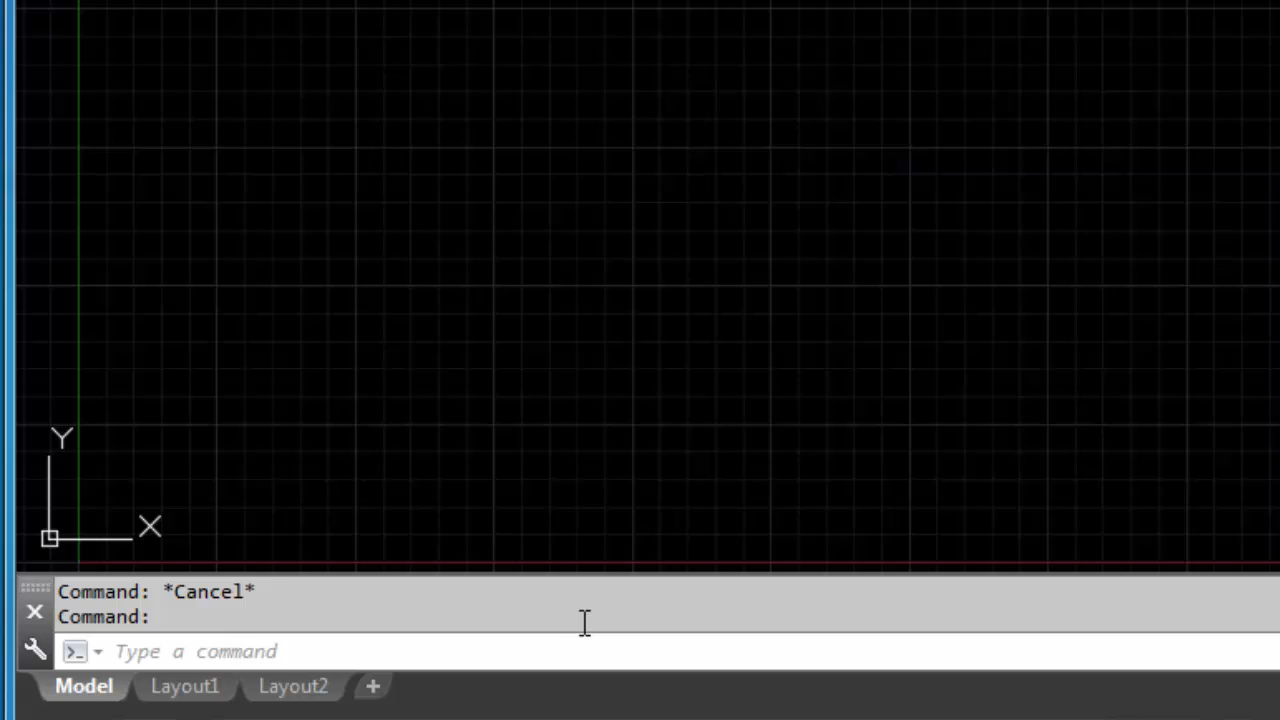 Y
X
Command: *Cancel*
Command:
Type a command
Model Layout1 Layout2 +